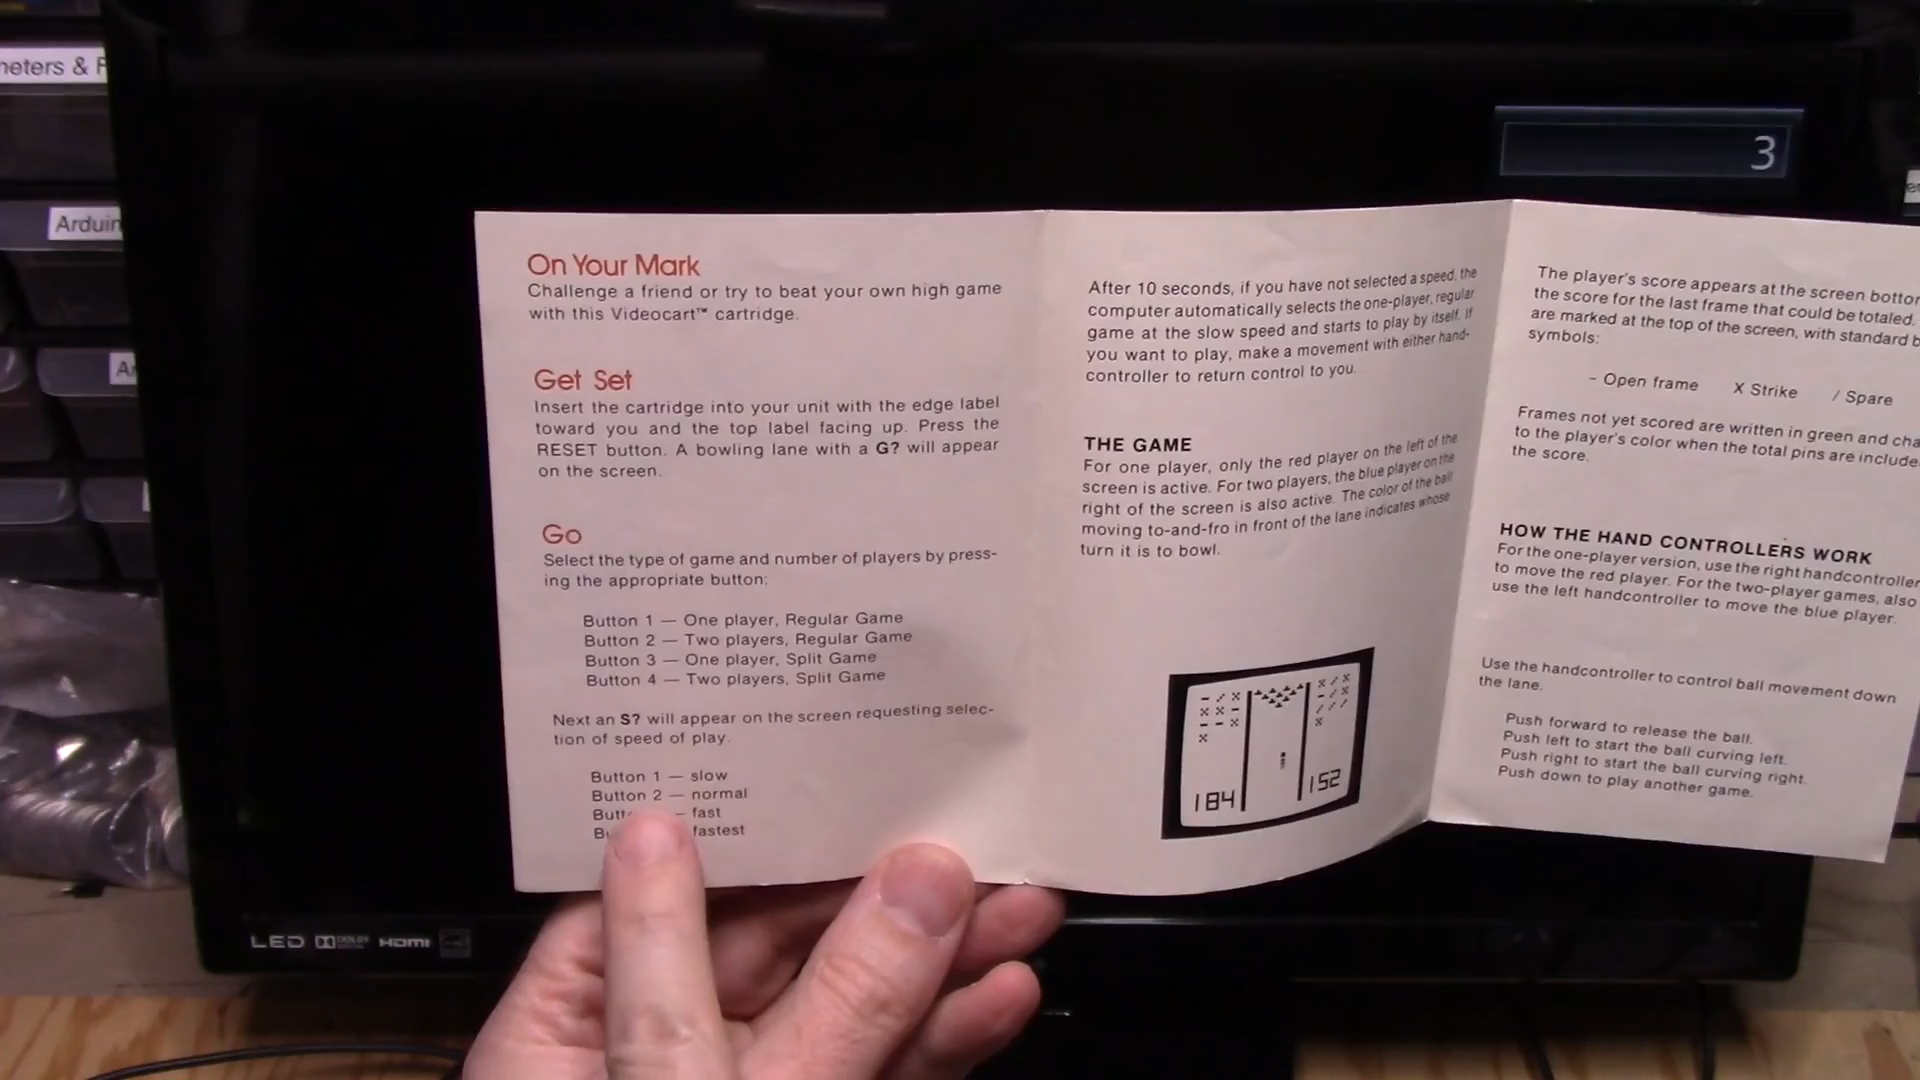 neters & F
Arduin
3
On Your Mark
Challenge a friend or try to beat your own high game
with this Videocart™ cartridge.
Get Set
Insert the cartridge into your unit with the edge label
toward you and the top label facing up. Press the
RESET button. A bowling lane with a G? will appear
on the screen.
Go
Select the type of game and number of players by press-
ing the appropriate button:
Button 1 — One player, Regular Game
Button 2 — Two players, Regular Game
Button 3 — One player, Split Game
Button 4 — Two players, Split Game
Next an S? will appear on the screen requesting selec-
tion of speed of play.
Button 1 — slow
Button 2 — normal
Butt — fast
fastest
After 10 seconds, if you have not selected a speed, the
computer automatically selects the one-player, regular
game at the slow speed and starts to play by itself. If
you want to play, make a movement with either hand-
controller to return control to you.
THE GAME
For one player, only the red player on the left of the
screen is active. For two players, the blue player on the
right of the screen is also active. The color of the ball
moving to-and-fro in front of the lane indicates whose
turn it is to bowl.
184
152
The player's score appears at the screen bottor
the score for the last frame that could be totaled.
are marked at the top of the screen, with standard b
symbols:
- Open frame X Strike / Spare
Frames not yet scored are written in green and cha
to the player's color when the total pins are include
the score.
HOW THE HAND CONTROLLERS WORK
For the one-player version, use the right handcontroller
to move the red player. For the two-player games, also
use the left handcontroller to move the blue player.
Use the handcontroller to control ball movement down
the lane.
Push forward to release the ball.
Push left to start the ball curving left.
Push right to start the ball curving right.
Push down to play another game.
LED DOLBY DIGITAL HDMI